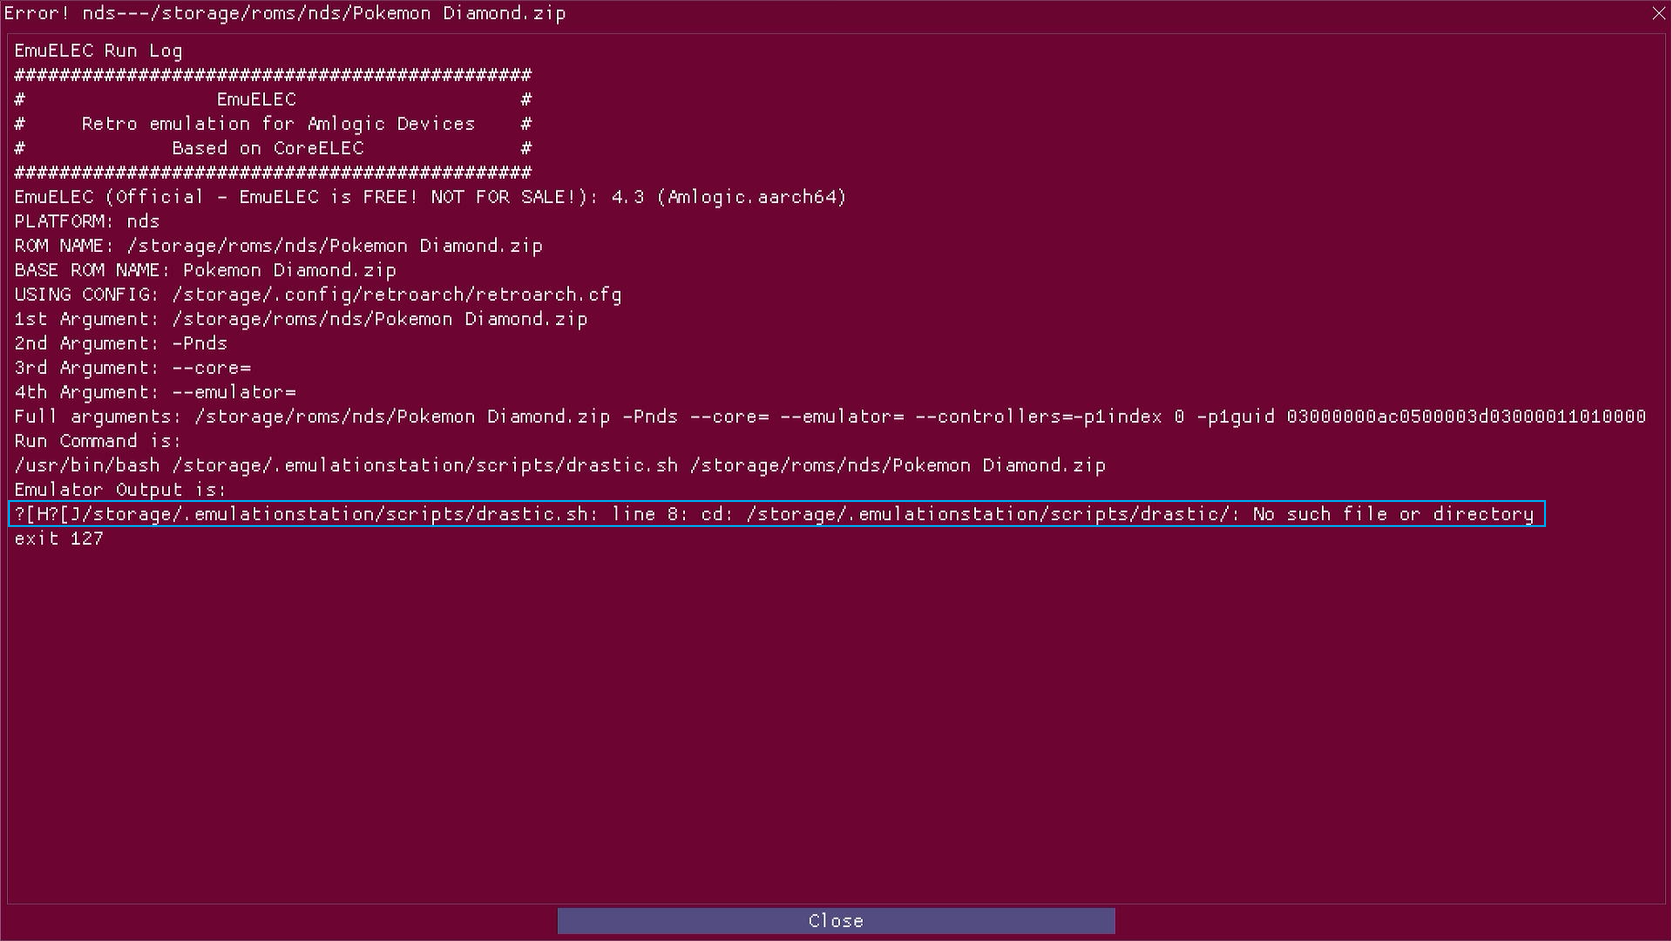 Error! nds---/storage/roms/nds/Pokemon Diamond.zip
EmuELEC Run Log
##############################################
#                 EmuELEC                    #
#     Retro emulation for Amlogic Devices    #
#             Based on CoreELEC              #
##############################################
EmuELEC (Official - EmuELEC is FREE! NOT FOR SALE!): 4.3 (Amlogic.aarch64)
PLATFORM: nds
ROM NAME: /storage/roms/nds/Pokemon Diamond.zip
BASE ROM NAME: Pokemon Diamond.zip
USING CONFIG: /storage/.config/retroarch/retroarch.cfg
1st Argument: /storage/roms/nds/Pokemon Diamond.zip
2nd Argument: -Pnds
3rd Argument: --core=
4th Argument: --emulator=
Full arguments: /storage/roms/nds/Pokemon Diamond.zip -Pnds --core= --emulator= --controllers=-p1index 0 -p1guid 03000000ac0500003d03000011010000
Run Command is:
/usr/bin/bash /storage/.emulationstation/scripts/drastic.sh /storage/roms/nds/Pokemon Diamond.zip
Emulator Output is:
?[H?[J/storage/.emulationstation/scripts/drastic.sh: line 8: cd: /storage/.emulationstation/scripts/drastic/: No such file or directory
exit 127
Close